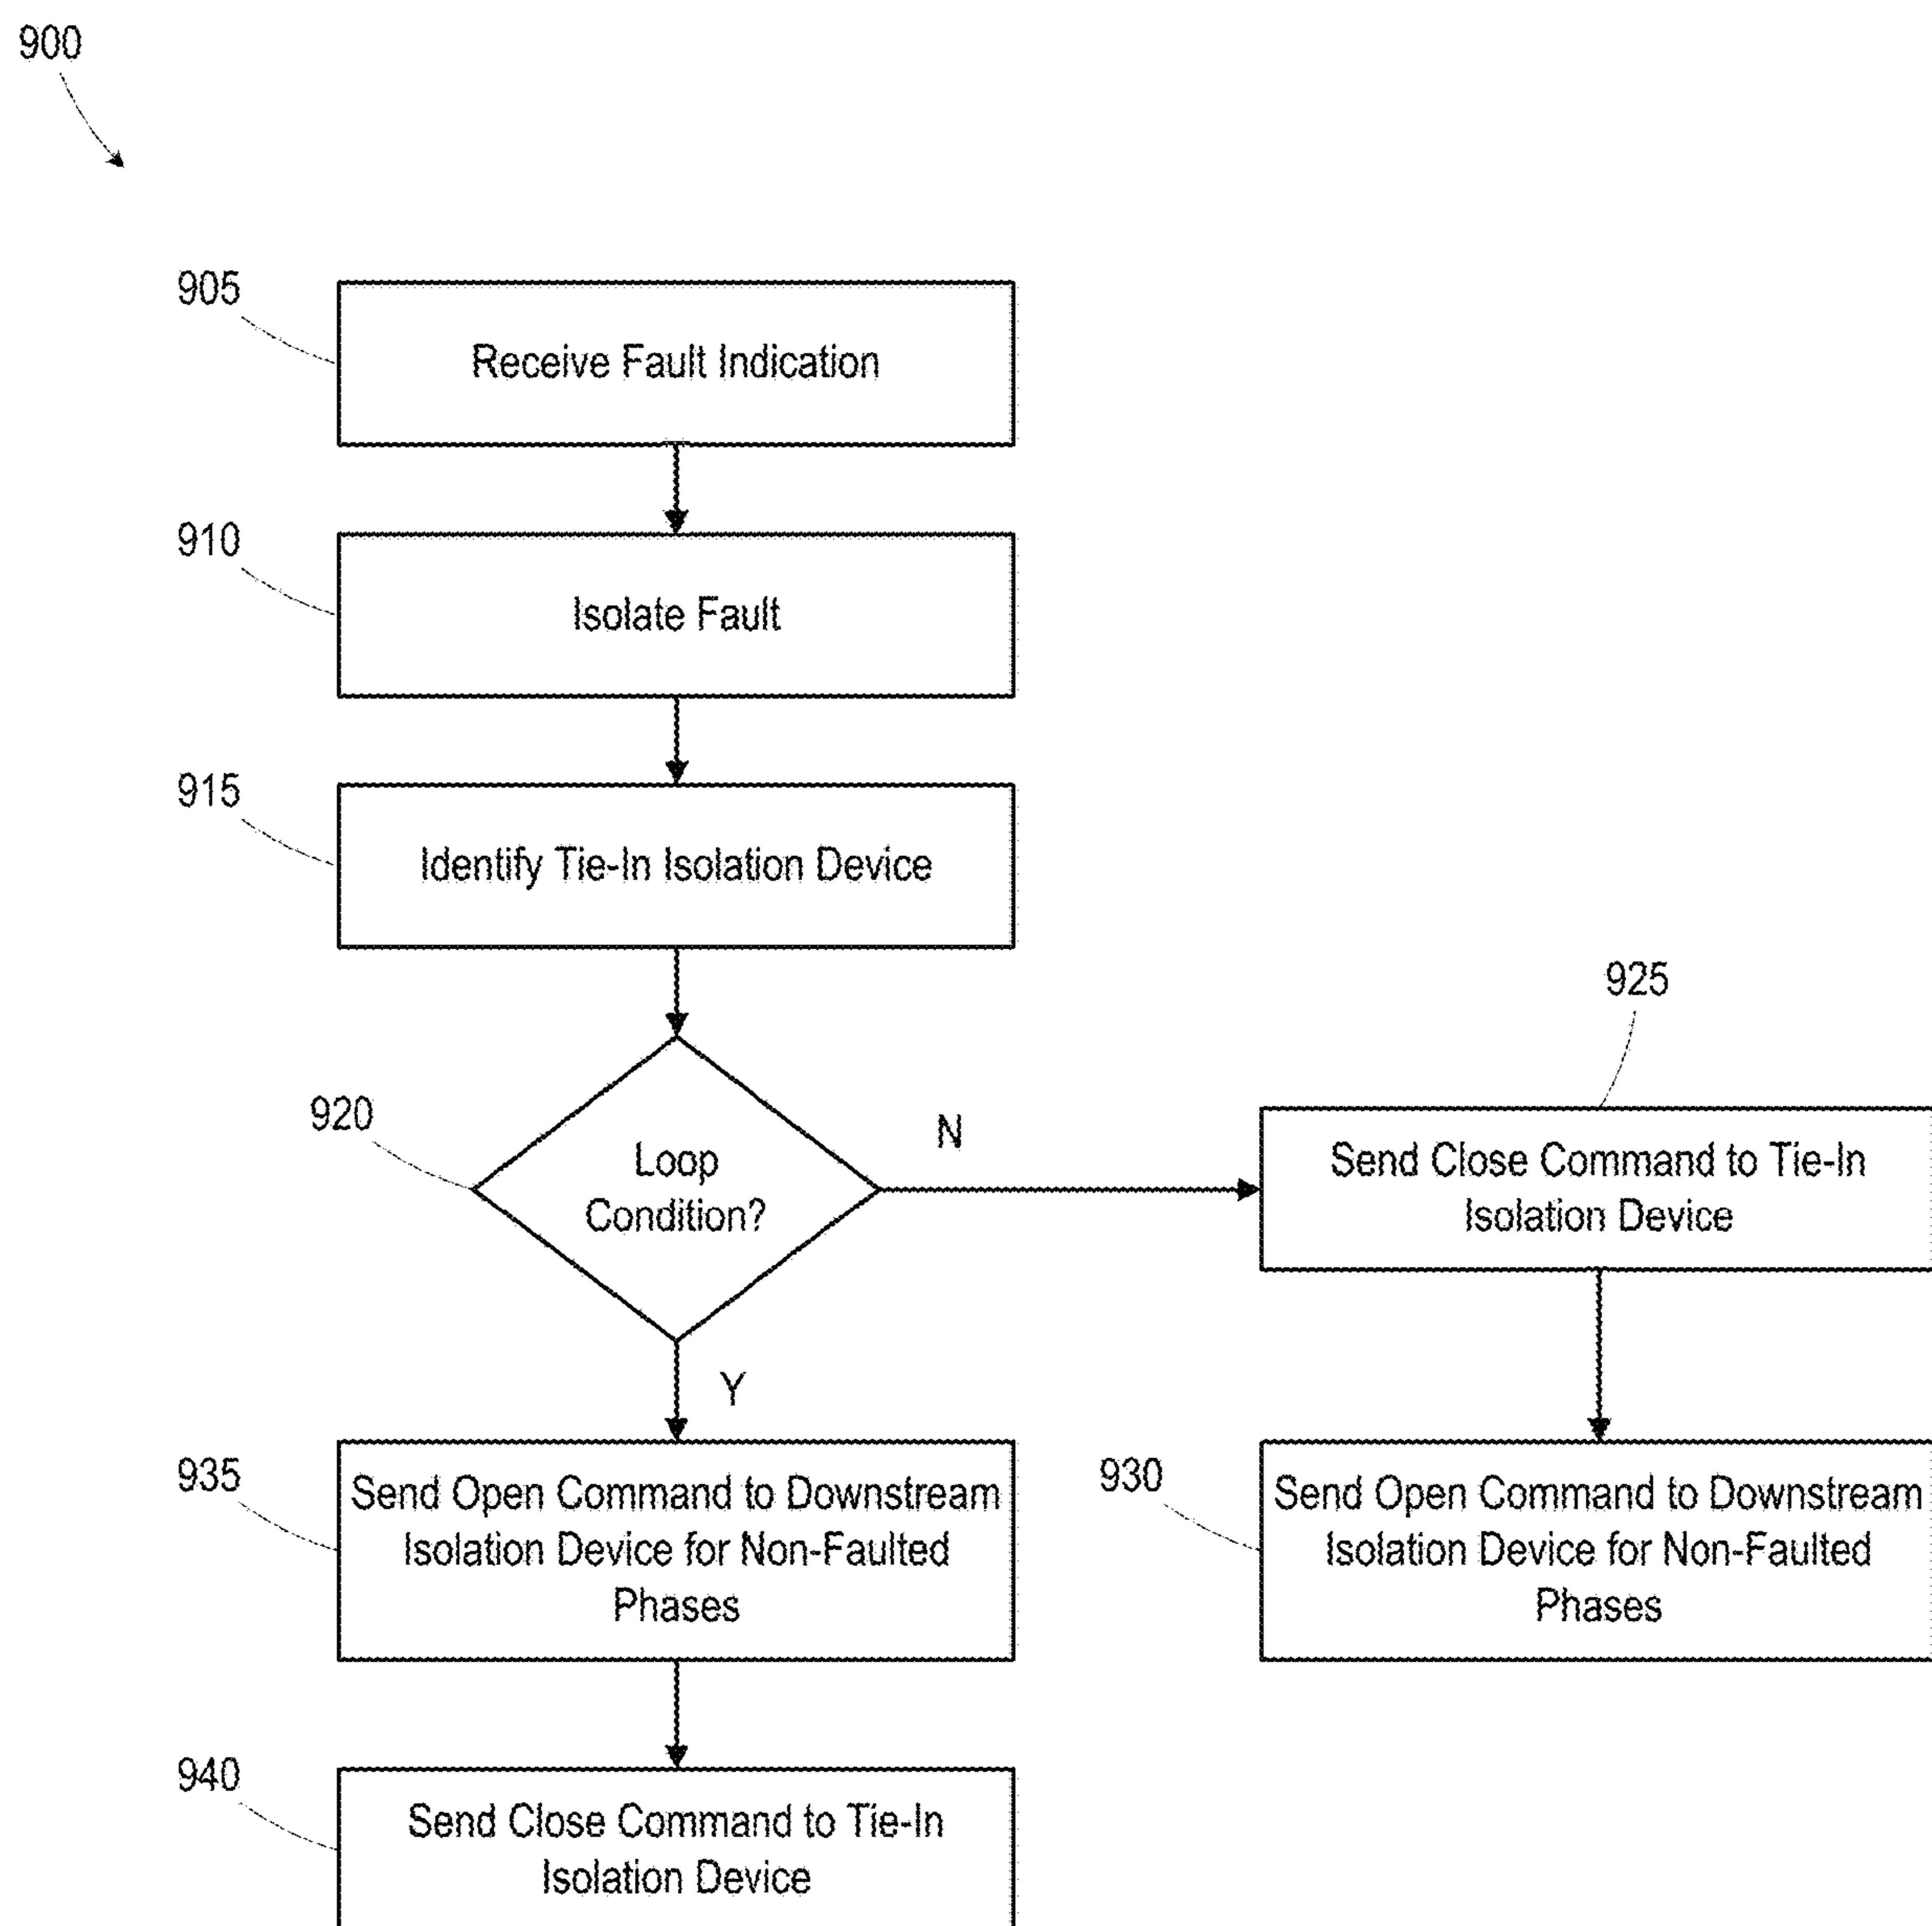 900
905
Receive Fault Indication
910
Isolate Fault
915
Identify Tie-In Isolation Device
920
Loop
Condition?
N
Y
925
Send Close Command to Tie-In
Isolation Device
935
Send Open Command to Downstream
Isolation Device for Non-Faulted
Phases
930
Send Open Command to Downstream
Isolation Device for Non-Faulted
Phases
940
Send Close Command to Tie-In
Isolation Device